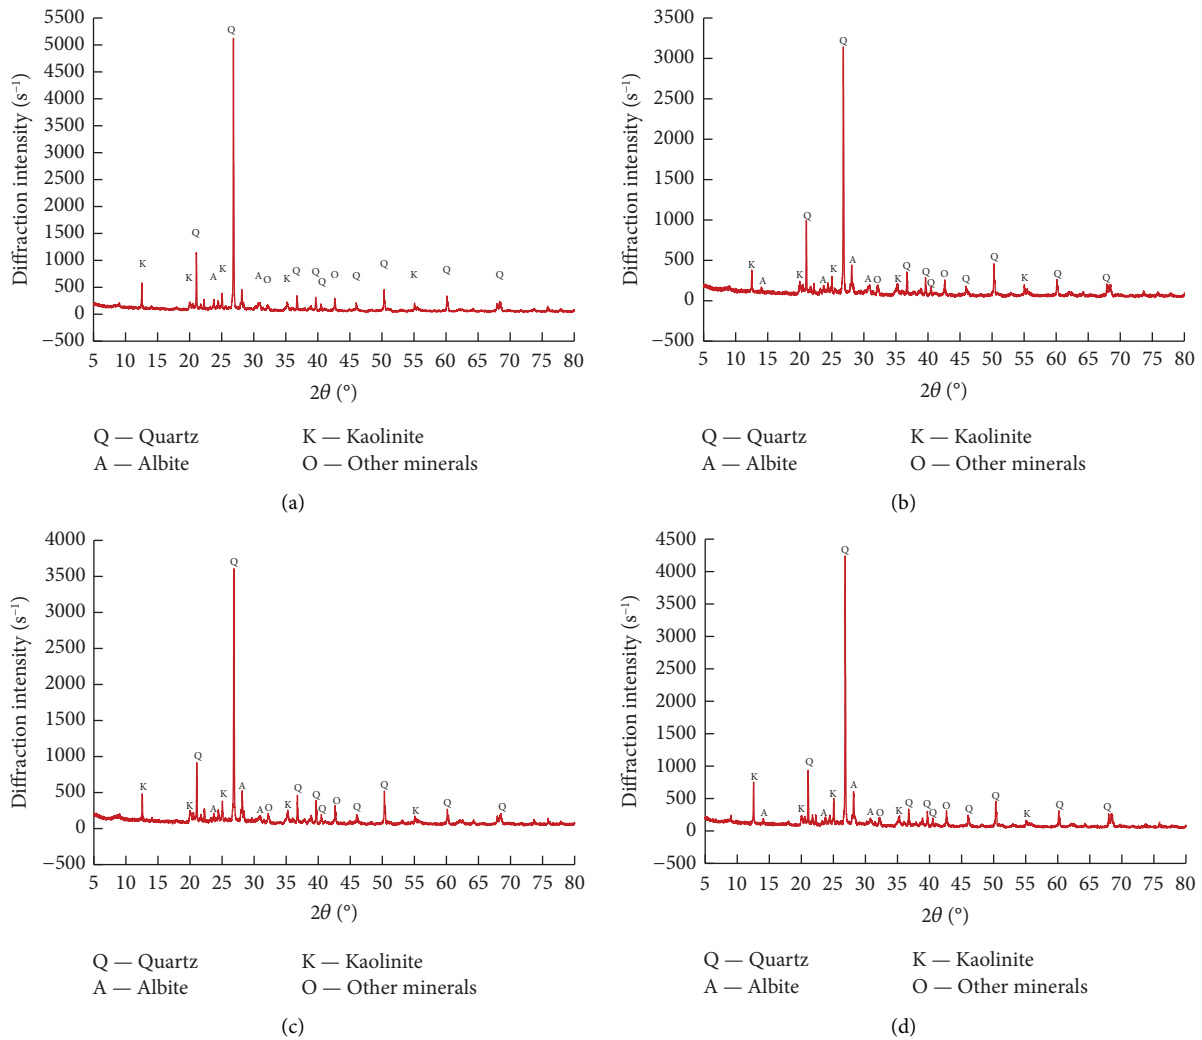 5500
5000
4500
4000
3500
3000
2500
2000
1500
1000
500
0
−500
Diffraction intensity (s⁻¹)
Q
K
K
Q
A
K
A
O
K
Q
Q
Q
O
Q
Q
K
Q
Q
5 10 15 20 25 30 35 40 45 50 55 60 65 70 75 80
2θ (°)
Q — Quartz K — Kaolinite
A — Albite O — Other minerals
(a)
3500
3000
2500
2000
1500
1000
500
0
−500
Diffraction intensity (s⁻¹)
Q
K
A
K
Q
A
K
A
A
O
K
Q
Q
Q
O
Q
Q
K
Q
Q
5 10 15 20 25 30 35 40 45 50 55 60 65 70 75 80
2θ (°)
Q — Quartz K — Kaolinite
A — Albite O — Other minerals
(b)
4000
3500
3000
2500
2000
1500
1000
500
0
−500
Diffraction intensity (s⁻¹)
Q
K
K
Q
A
K
A
A
O
K
Q
Q
Q
O
Q
Q
K
Q
Q
5 10 15 20 25 30 35 40 45 50 55 60 65 70 75 80
2θ (°)
Q — Quartz K — Kaolinite
A — Albite O — Other minerals
(c)
4500
4000
3500
3000
2500
2000
1500
1000
500
0
−500
Diffraction intensity (s⁻¹)
Q
K
A
K
Q
A
K
A
A
O
K
Q
Q
Q
O
Q
Q
K
Q
Q
5 10 15 20 25 30 35 40 45 50 55 60 65 70 75 80
2θ (°)
Q — Quartz K — Kaolinite
A — Albite O — Other minerals
(d)